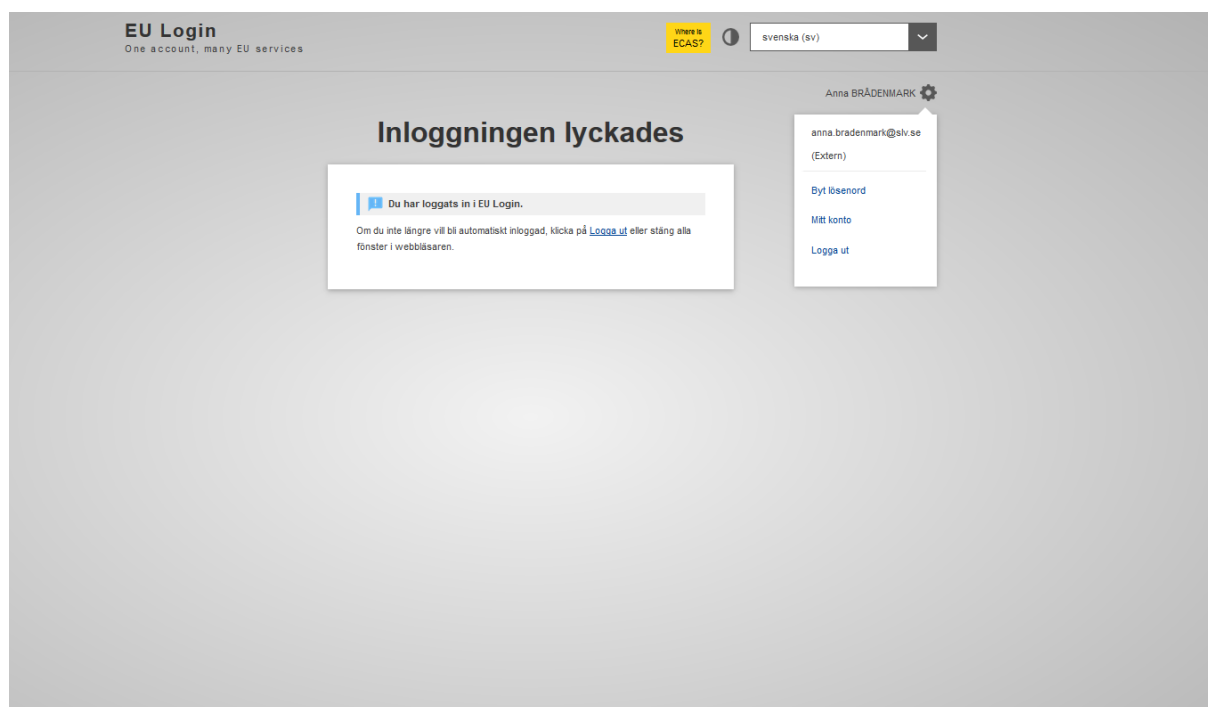 EU Login
One account, many EU services
Where is
ECAS?
svenska (sv)
Anna BRÅDENMARK
Inloggningen lyckades
anna.bradenmark@slv.se
(Extern)
Du har loggats in i EU Login.
Om du inte längre vill bli automatiskt inloggad, klicka på Logga ut eller stäng alla
fönster i webbläsaren.
Byt lösenord
Mitt konto
Logga ut